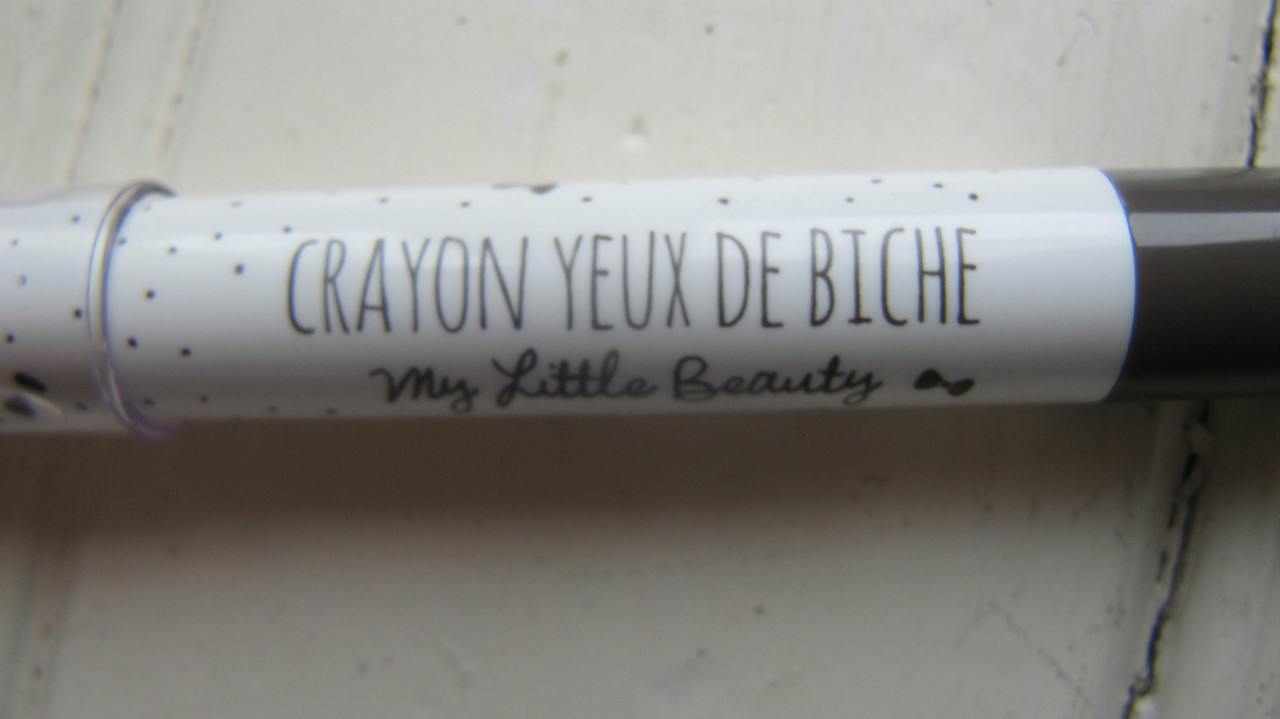 CRAYON YEUX DE BICHE
My Little Beauty